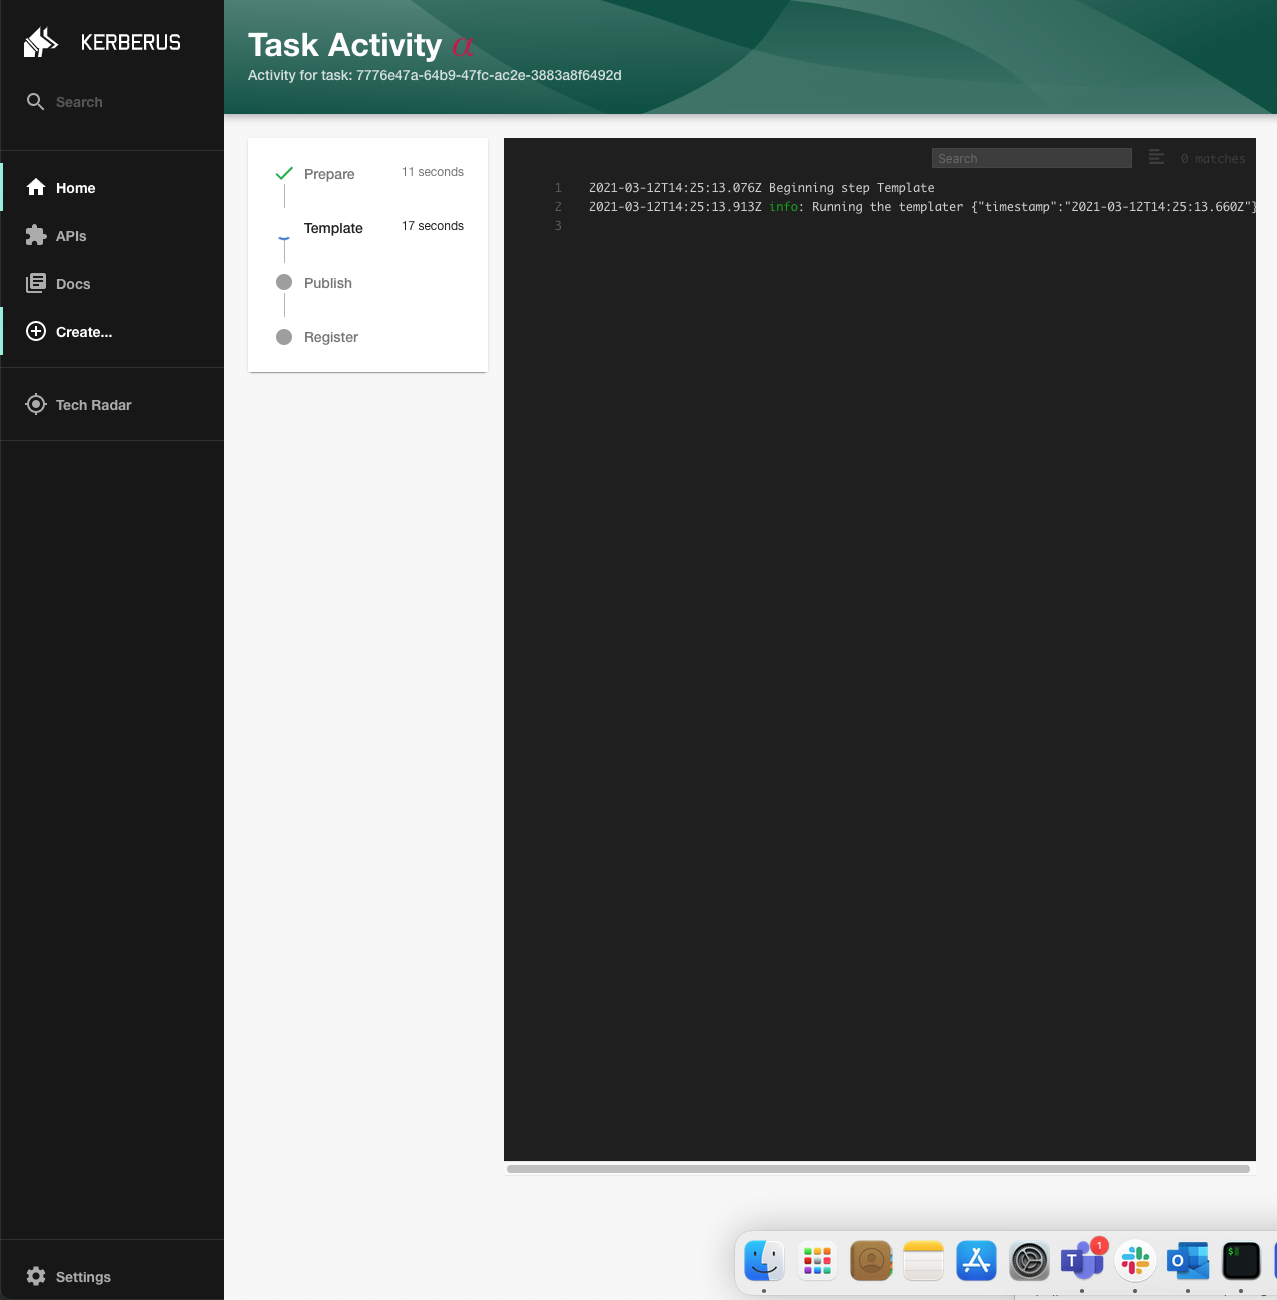 KERBERUS
Search
Home
APIs
Docs
Create...
Tech Radar
Settings
Task Activity α
Activity for task: 7776e47a-64b9-47fc-ac2e-3883a8f6492d
Prepare 11 seconds
Template 17 seconds
Publish
Register
Search 0 matches
1 2021-03-12T14:25:13.076Z Beginning step Template
2 2021-03-12T14:25:13.913Z info: Running the templater {"timestamp":"2021-03-12T14:25:13.660Z"}
3
1
T
O
$